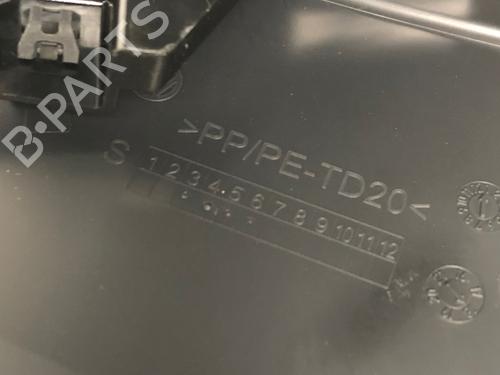 B·PARTS
>PP/PE-TD20<
S 1 2 3 4 5 6 7 8 9 10 11 12